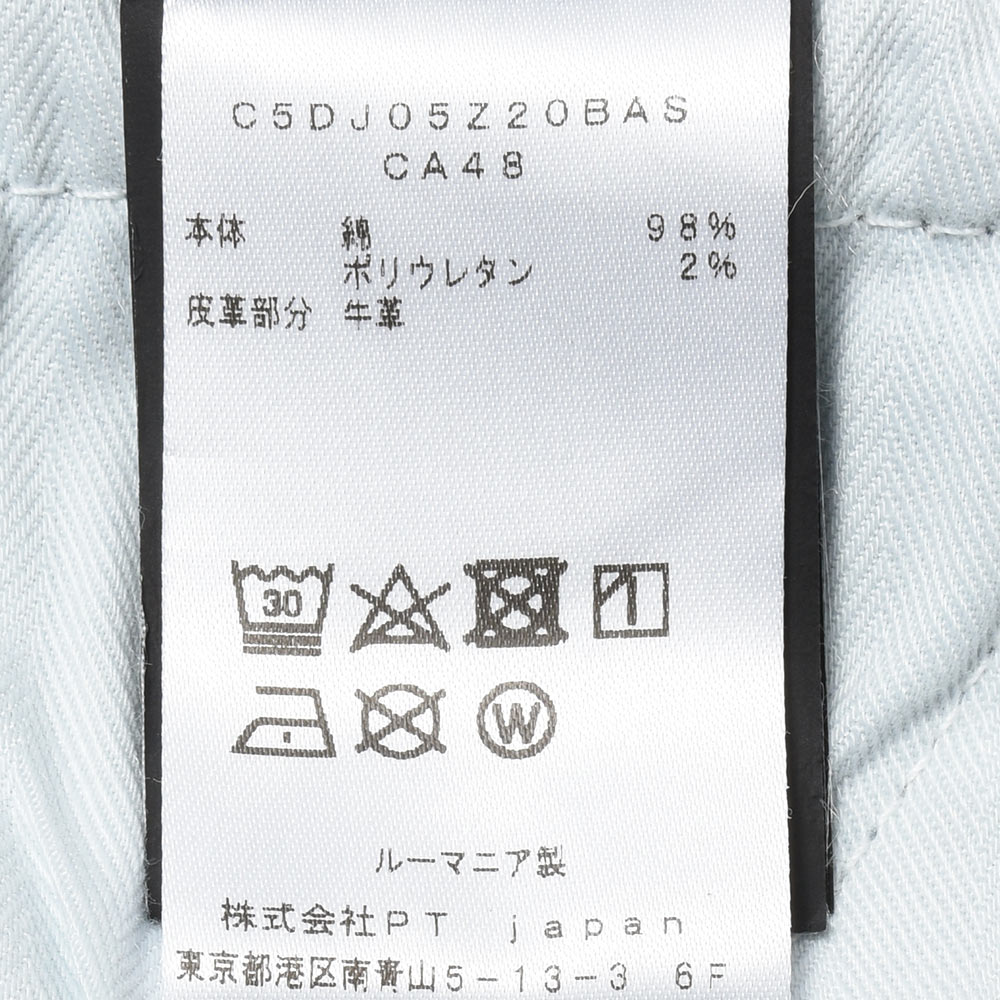 C5DJ05Z20BAS
CA48
本体 綿 98%
ポリウレタン 2%
皮革部分 牛革
30
W
ルーマニア製
株式会社PT japan
東京都港区南青山5-13-3 6F